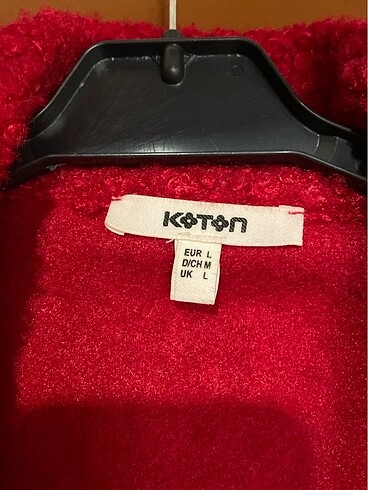 KOTON
EUR L
D/CH M
UK L